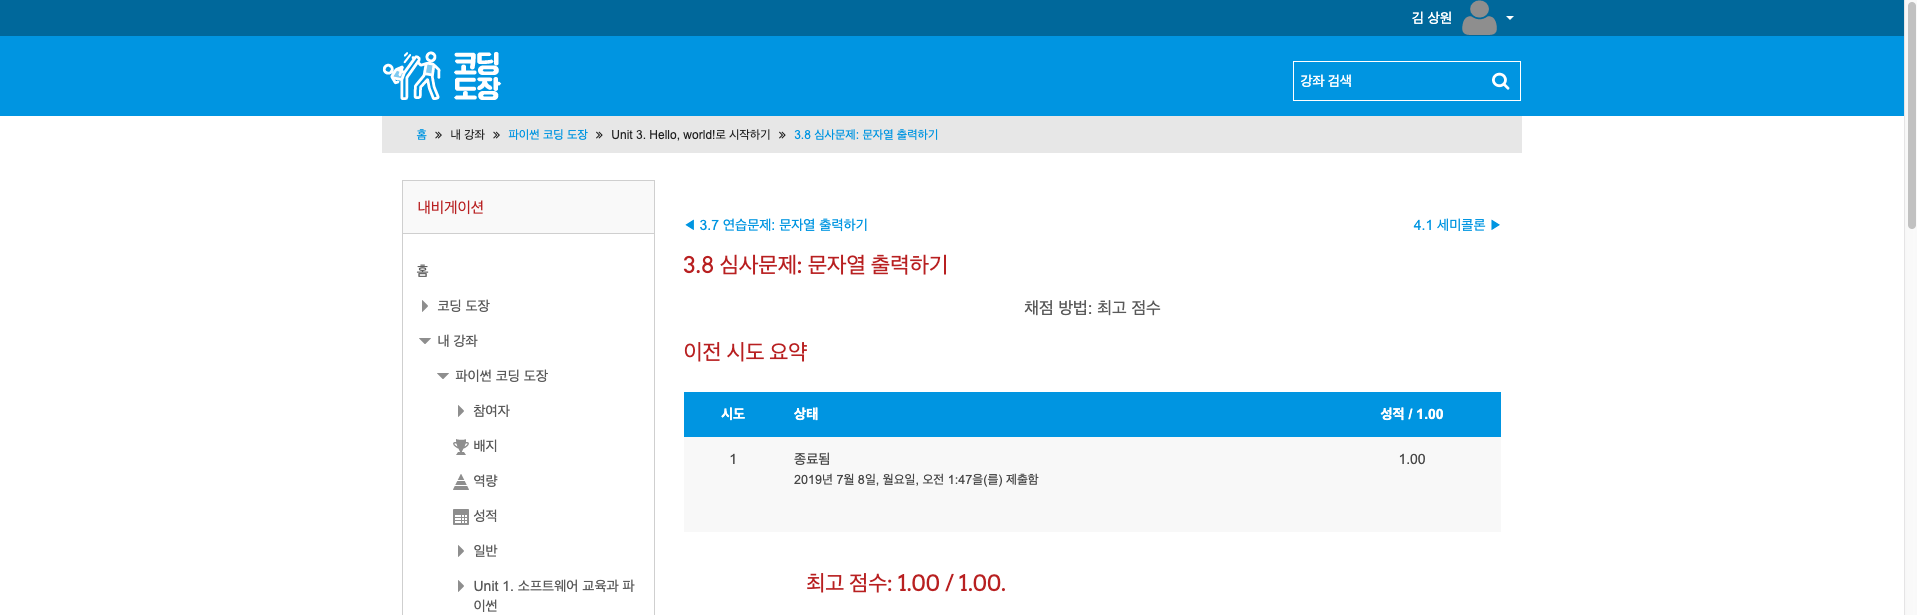 김 상원
코딩
도장
강좌 검색
홈 » 내 강좌 » 파이썬 코딩 도장 » Unit 3. Hello, world!로 시작하기 » 3.8 심사문제: 문자열 출력하기
내비게이션
홈
코딩 도장
내 강좌
파이썬 코딩 도장
참여자
배지
역량
성적
일반
Unit 1. 소프트웨어 교육과 파
이썬
◀ 3.7 연습문제: 문자열 출력하기
4.1 세미콜론 ▶
3.8 심사문제: 문자열 출력하기
채점 방법: 최고 점수
이전 시도 요약
시도 상태 성적 / 1.00
1 종료됨 1.00
2019년 7월 8일, 월요일, 오전 1:47을(를) 제출함
최고 점수: 1.00 / 1.00.